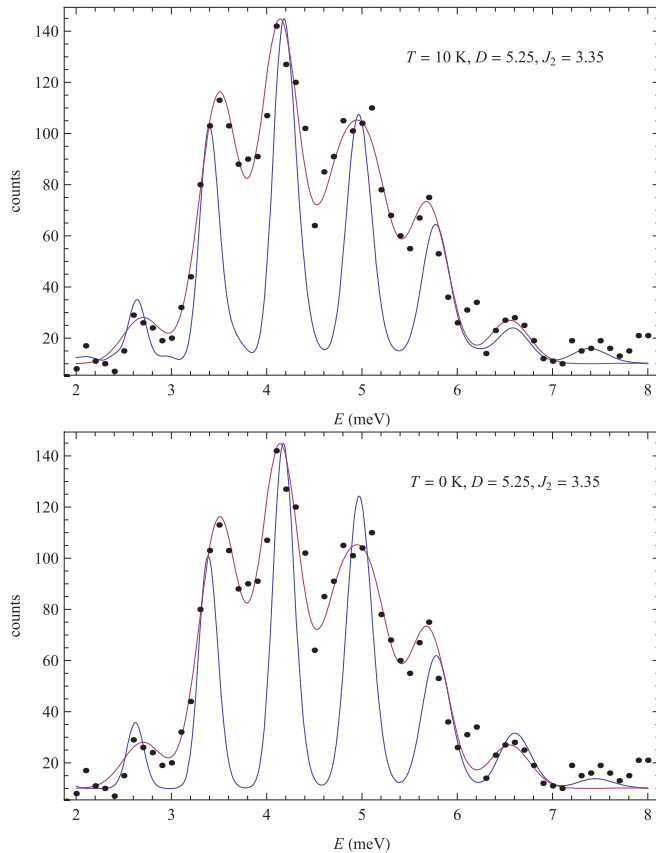 140
120
100
80
60
40
20
counts
T = 10 K, D = 5.25, J₂ = 3.35
2 3 4 5 6 7 8
E (meV)
140
120
100
80
60
40
20
counts
T = 0 K, D = 5.25, J₂ = 3.35
2 3 4 5 6 7 8
E (meV)